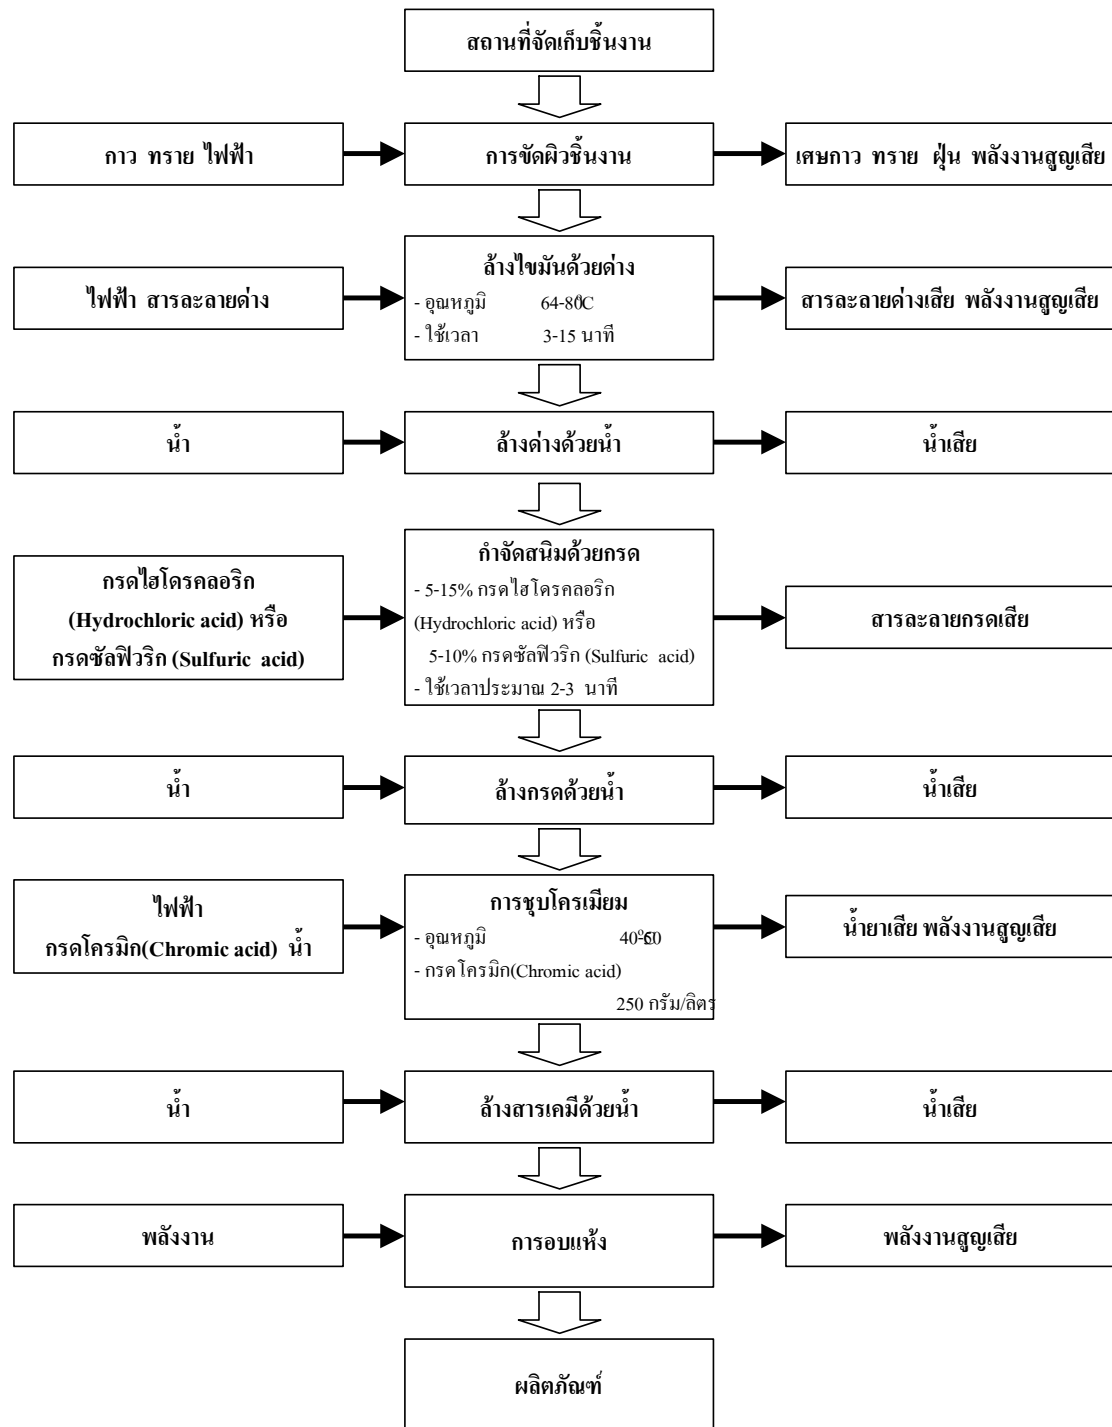 สถานที่จัดเก็บชิ้นงาน
กาว ทราย ไฟฟ้า
การขัดผิวชิ้นงาน
เศษกาว ทราย ฝุ่น พลังงานสูญเสีย
ไฟฟ้า สารละลายด่าง
ล้างไขมันด้วยด่าง
- อุณหภูมิ 64-80°C
- ใช้เวลา 3-15 นาที
สารละลายด่างเสีย พลังงานสูญเสีย
น้ำ
ล้างด่างด้วยน้ำ
น้ำเสีย
กรดไฮโดรคลอริก
(Hydrochloric acid) หรือ
กรดซัลฟิวริก (Sulfuric acid)
กำจัดสนิมด้วยกรด
- 5-15% กรดไฮโดรคลอริก
(Hydrochloric acid) หรือ
5-10% กรดซัลฟิวริก (Sulfuric acid)
- ใช้เวลาประมาณ 2-3 นาที
สารละลายกรดเสีย
น้ำ
ล้างกรดด้วยน้ำ
น้ำเสีย
ไฟฟ้า
กรดโครมิก(Chromic acid) น้ำ
การชุบโครเมียม
- อุณหภูมิ
- กรดโครมิก(Chromic acid)
250 กรัม/ลิตร
น้ำยาเสีย พลังงานสูญเสีย
น้ำ
ล้างสารเคมีด้วยน้ำ
น้ำเสีย
พลังงาน
การอบแห้ง
พลังงานสูญเสีย
ผลิตภัณฑ์